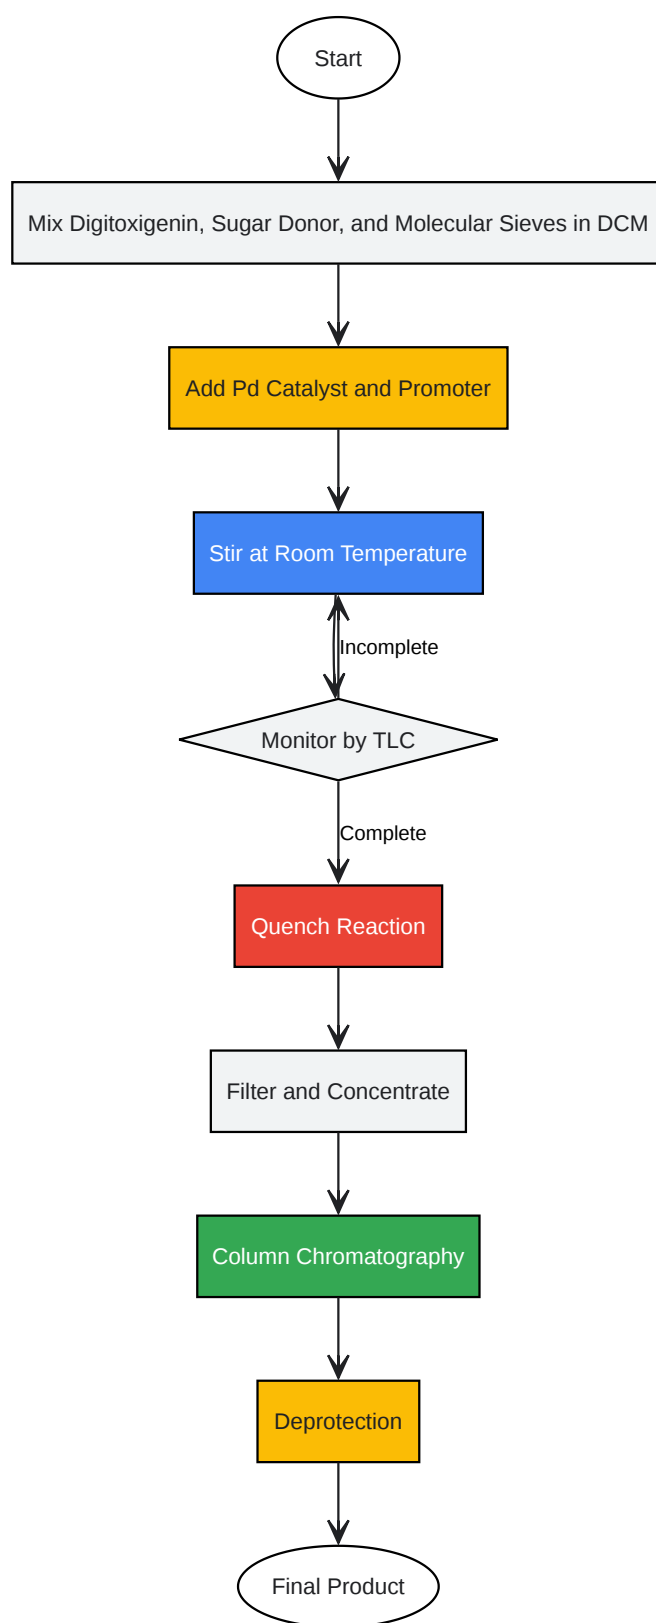 Start
Mix Digitoxigenin, Sugar Donor, and Molecular Sieves in DCM
Add Pd Catalyst and Promoter
Stir at Room Temperature
Incomplete
Monitor by TLC
Complete
Quench Reaction
Filter and Concentrate
Column Chromatography
Deprotection
Final Product